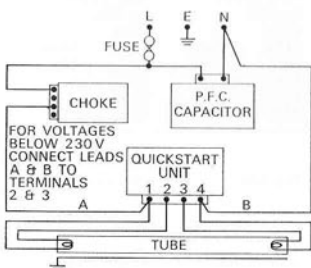 L E N
FUSE
CHOKE
P.F.C.
CAPACITOR
FOR VOLTAGES
BELOW 230 V
CONNECT LEADS
A & B TO
TERMINALS
2 & 3
QUICKSTART
UNIT
1 2 3 4
A B
TUBE